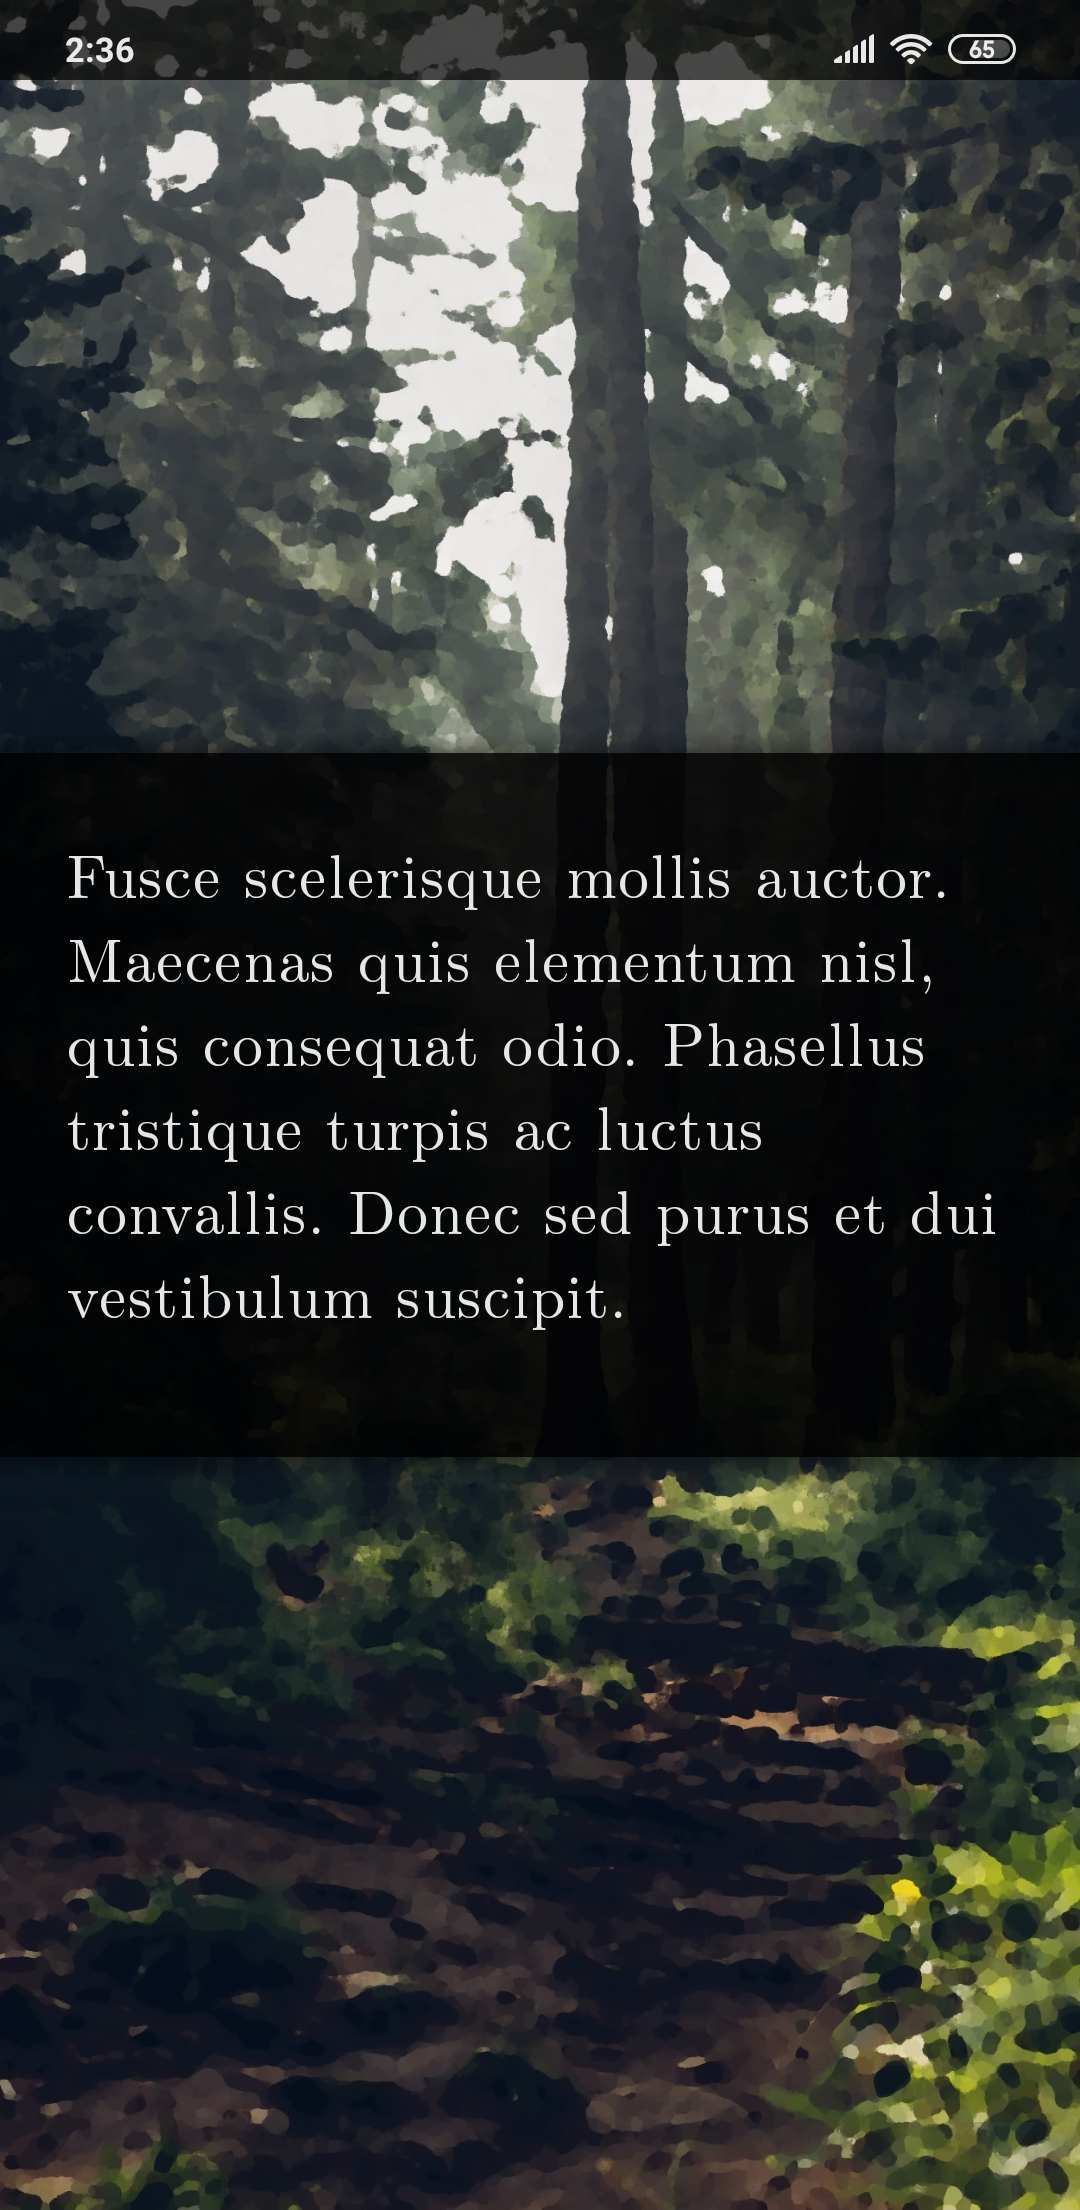 2:36
65
Fusce scelerisque mollis auctor.
Maecenas quis elementum nisl,
quis consequat odio. Phasellus
tristique turpis ac luctus
convallis. Donec sed purus et dui
vestibulum suscipit.